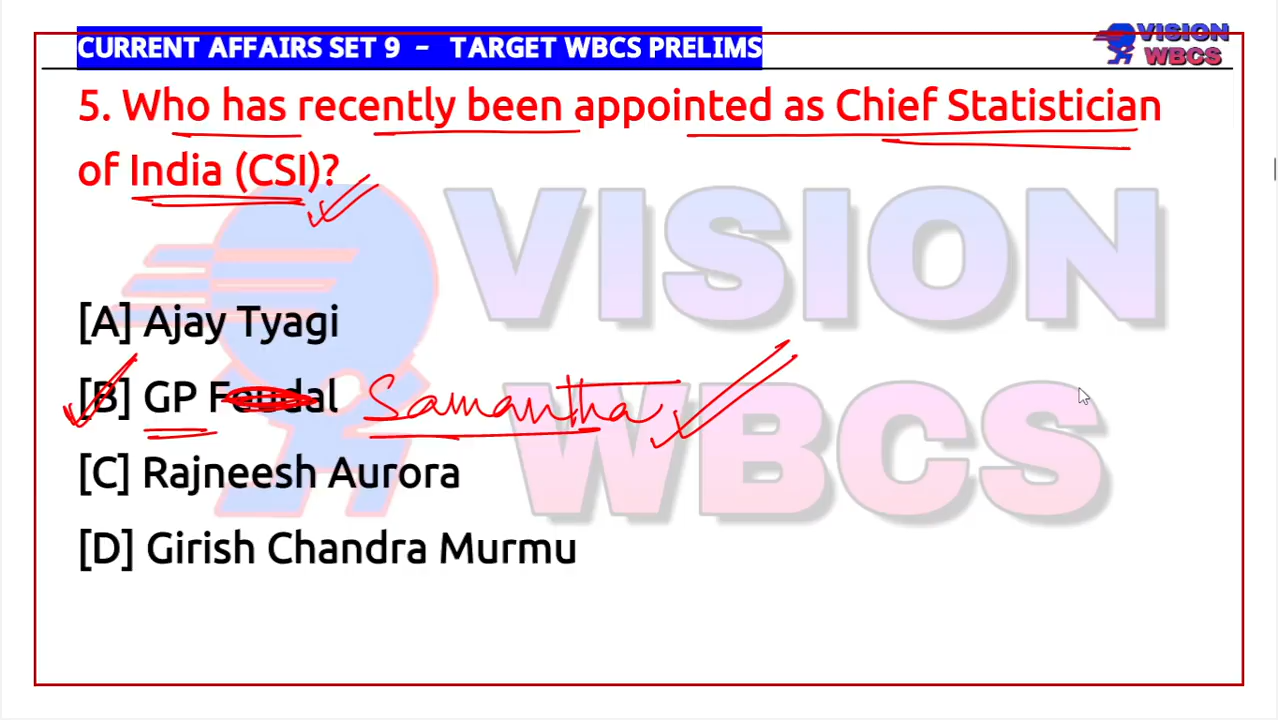 CURRENT AFFAIRS SET 9 - TARGET WBCS PRELIMS
VISION
WBCS
5. Who has recently been appointed as Chief Statistician
of India (CSI)?
VISION
[A] Ajay Tyagi
[B] GP Feudal Samantha
WBCS
[C] Rajneesh Aurora
[D] Girish Chandra Murmu